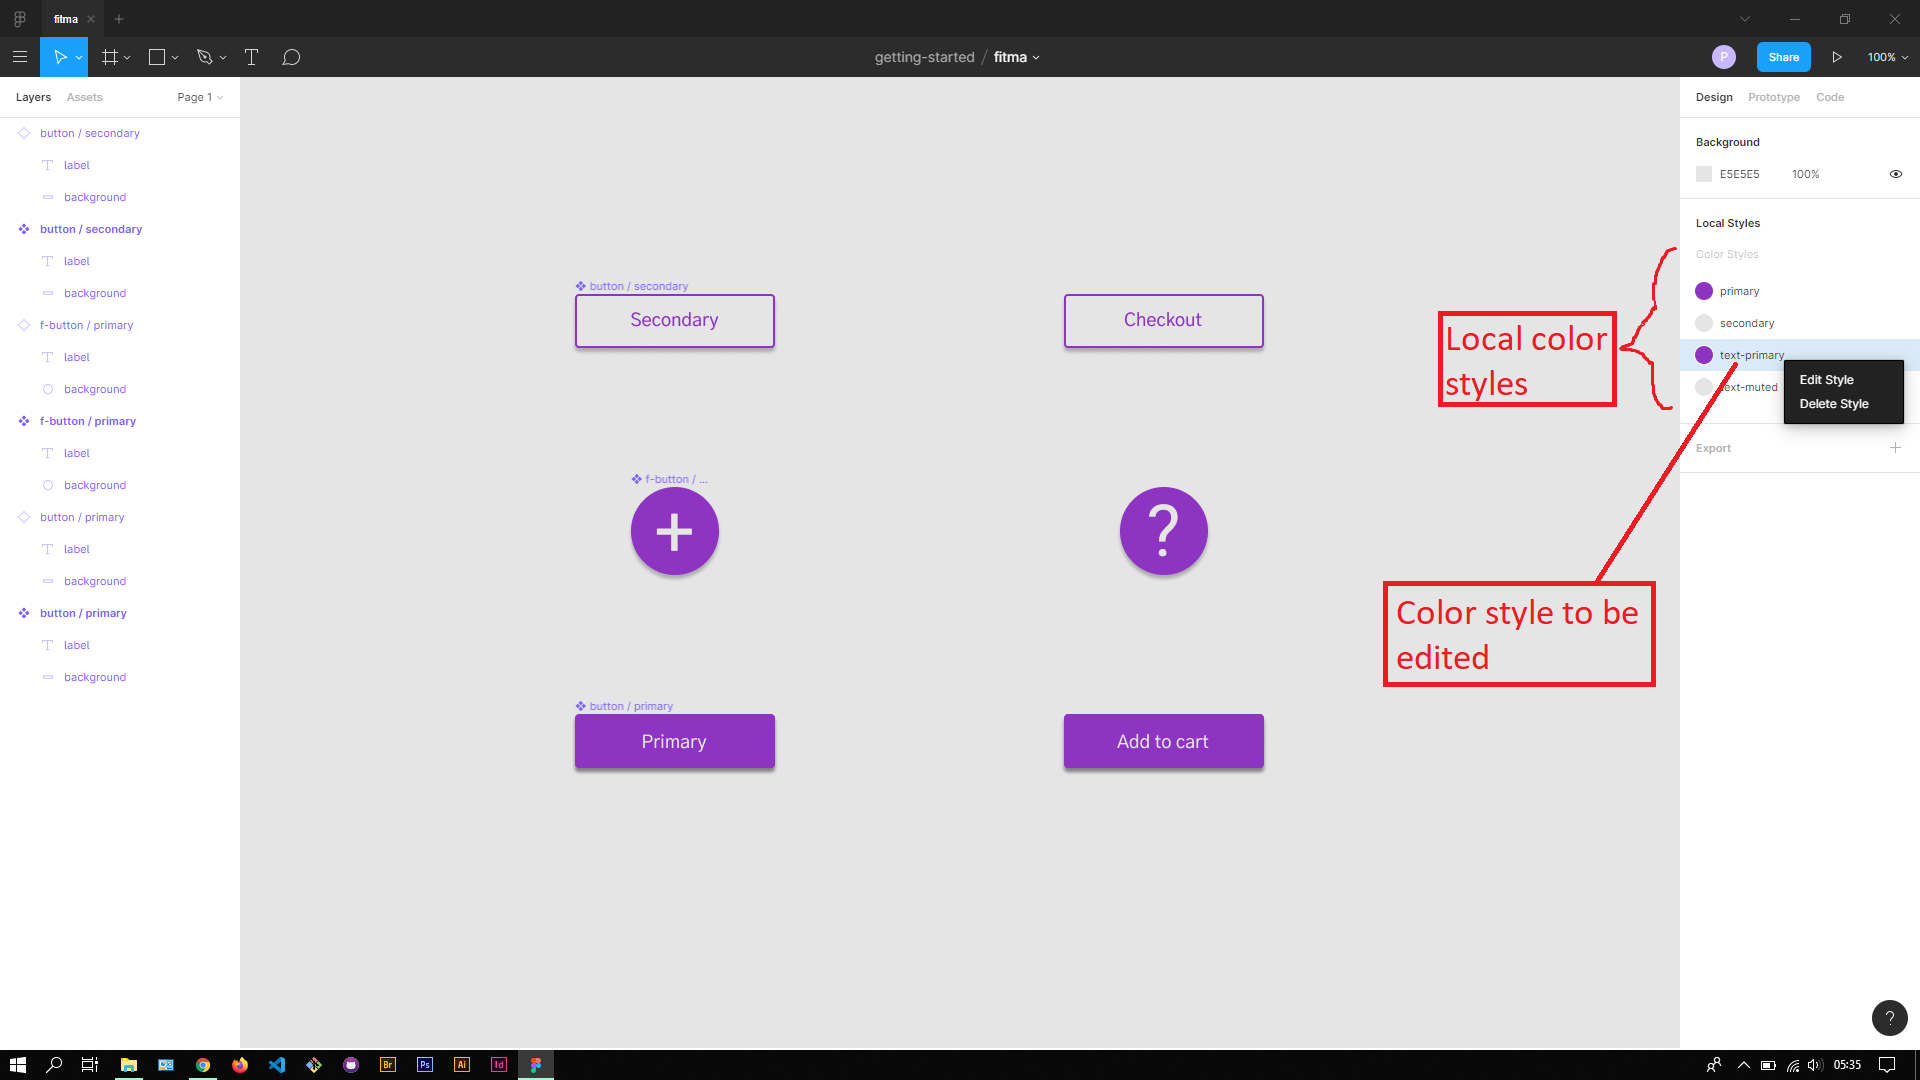 fitma
getting-started / fitma
P
Share
100%
Layers
Assets
Page 1
button / secondary
label
background
button / secondary
label
background
f-button / primary
label
background
f-button / primary
label
background
button / primary
label
background
button / primary
label
background
button / secondary
Secondary
Checkout
f-button / ...
+
?
button / primary
Primary
Add to cart
Local color
styles
Color style to be
edited
Design
Prototype
Code
Background
E5E5E5
100%
Local Styles
Color Styles
primary
secondary
text-primary
text-muted
Edit Style
Delete Style
Export
?
Br
Ps
Ai
Id
05:35